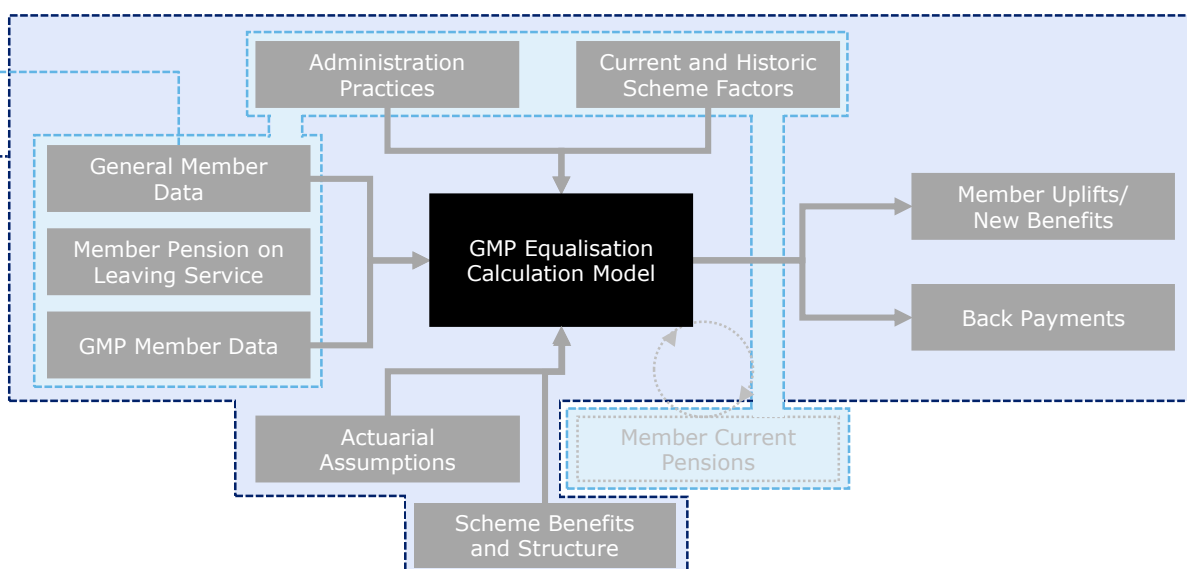 Administration
Practices
Current and Historic
Scheme Factors
General Member
Data
Member Pension on
Leaving Service
GMP Member Data
GMP Equalisation
Calculation Model
Member Uplifts/
New Benefits
Back Payments
Actuarial
Assumptions
Member Current
Pensions
Scheme Benefits
and Structure